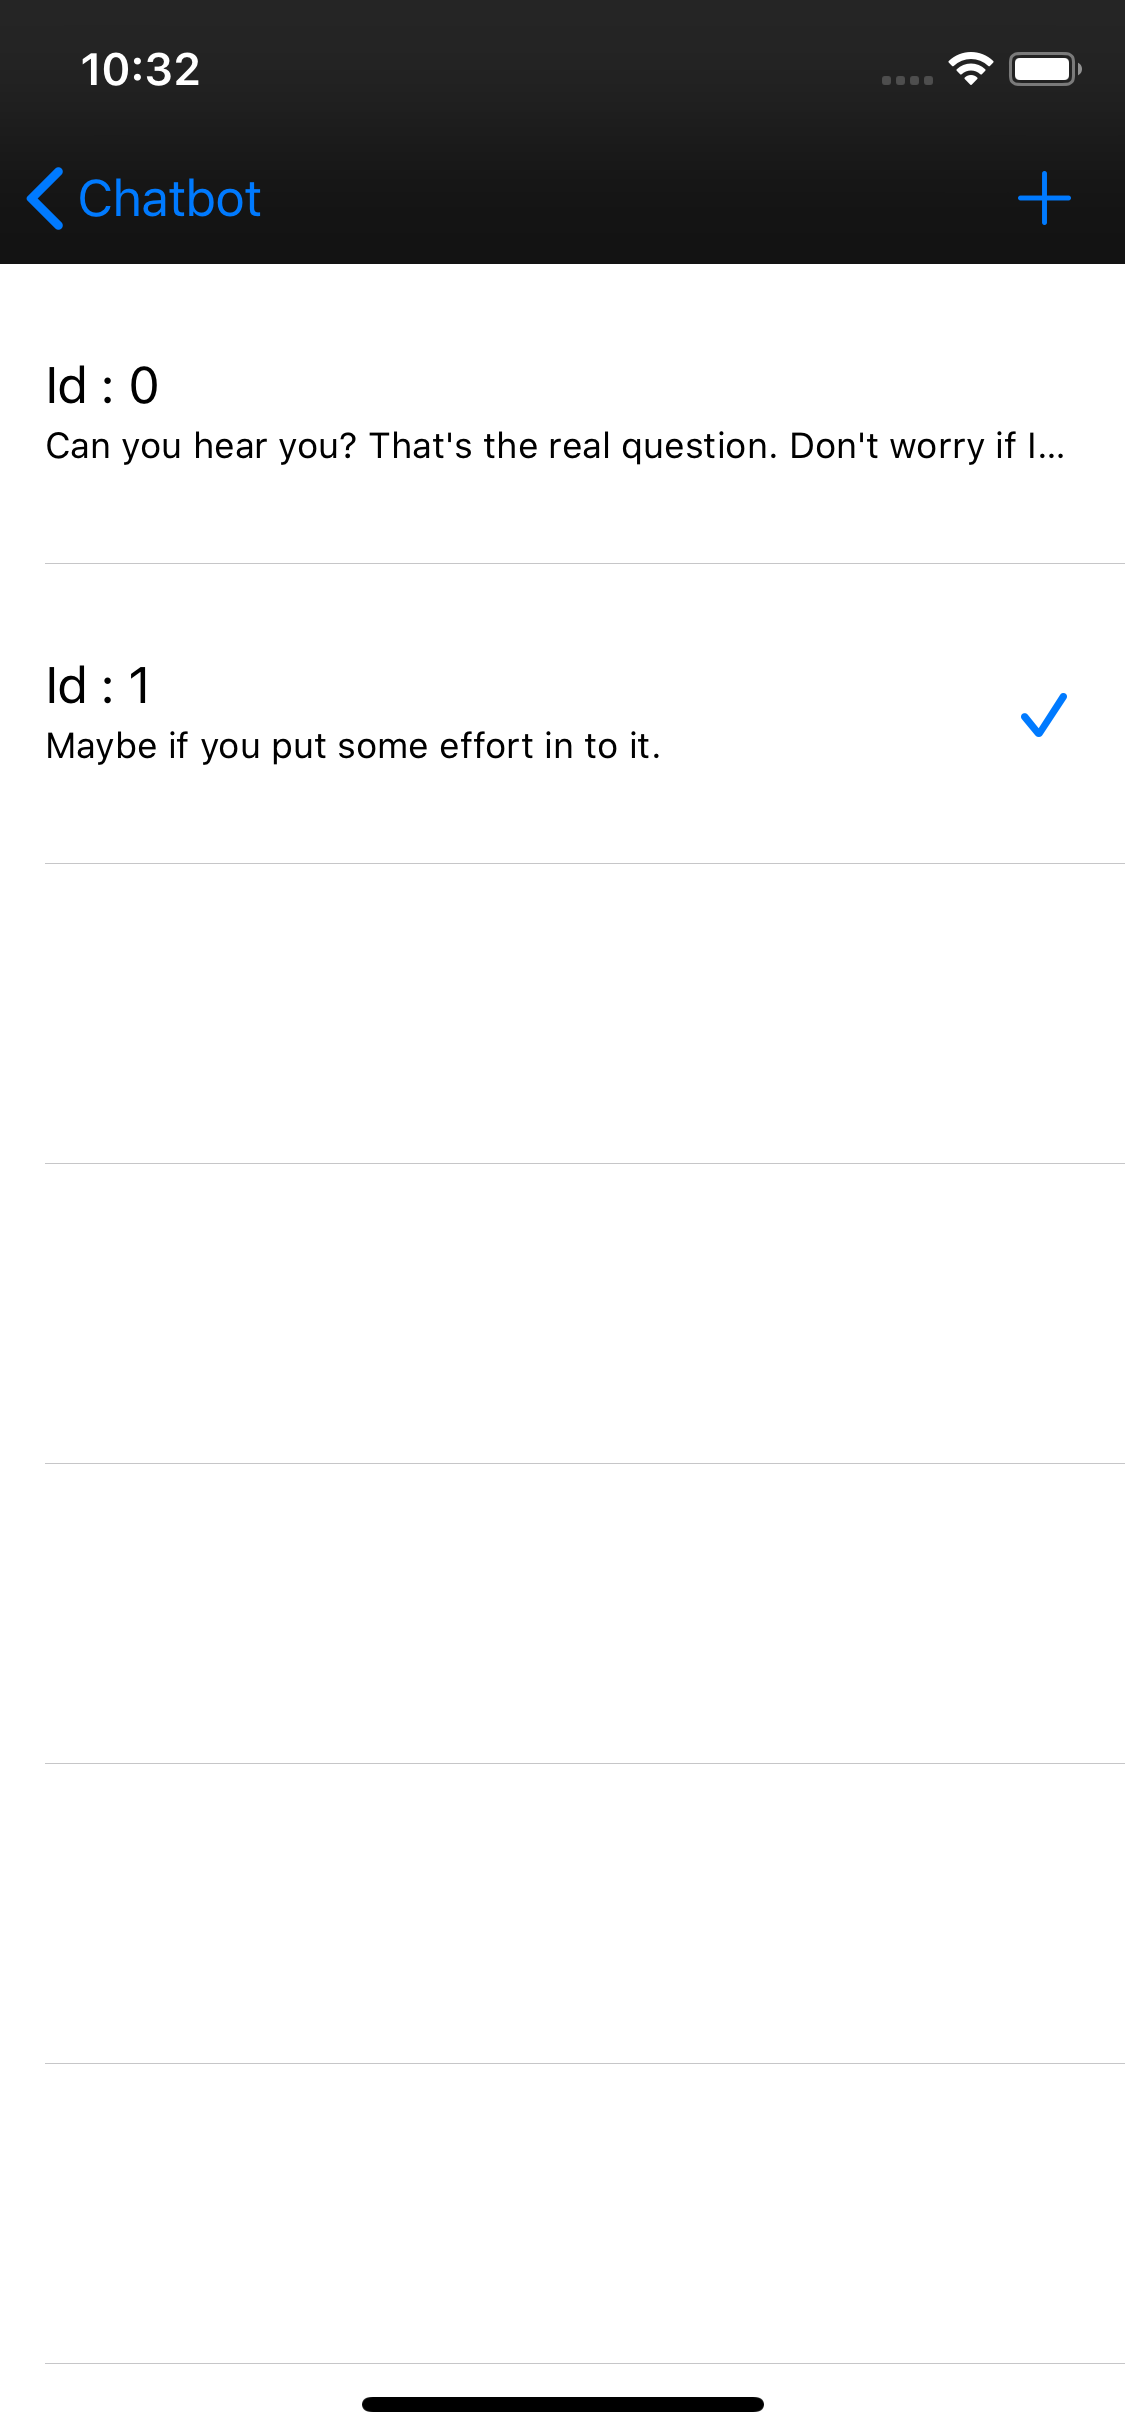 10:32
Chatbot
Id : 0
Can you hear you? That's the real question. Don't worry if I...
Id : 1
Maybe if you put some effort in to it.